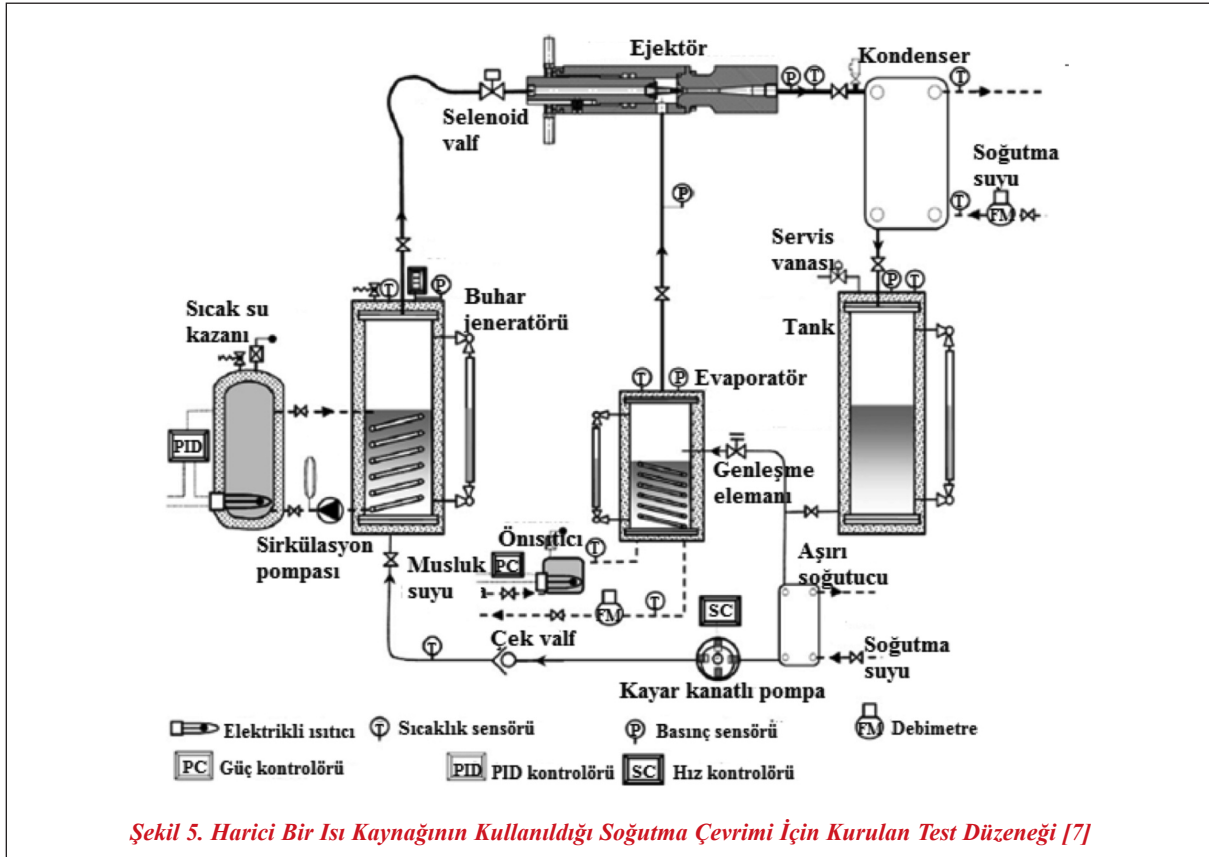 Ejektör
Kondenser
Selenoid
valf
P
T
T
Soğutma
suyu
T
FM
P
Servis
vanası
P
T
T
P
Buhar
jeneratörü
Sıcak su
kazanı
Tank
T
P
Evaporatör
PID
Genleşme
elemanı
Sirkülasyon
pompası
Musluk
suyu
Önısıtıcı
PC
T
Aşırı
soğutucu
FM
T
SC
T
Çek valf
Kayar kanatlı pompa
Soğutma
suyu
Elektrikli ısıtıcı
T Sıcaklık sensörü
P Basınç sensörü
FM Debimetre
PC Güç kontrolörü
PID PID kontrolörü
SC Hız kontrolörü
Şekil 5. Harici Bir Isı Kaynağının Kullanıldığı Soğutma Çevrimi İçin Kurulan Test Düzeneği [7]